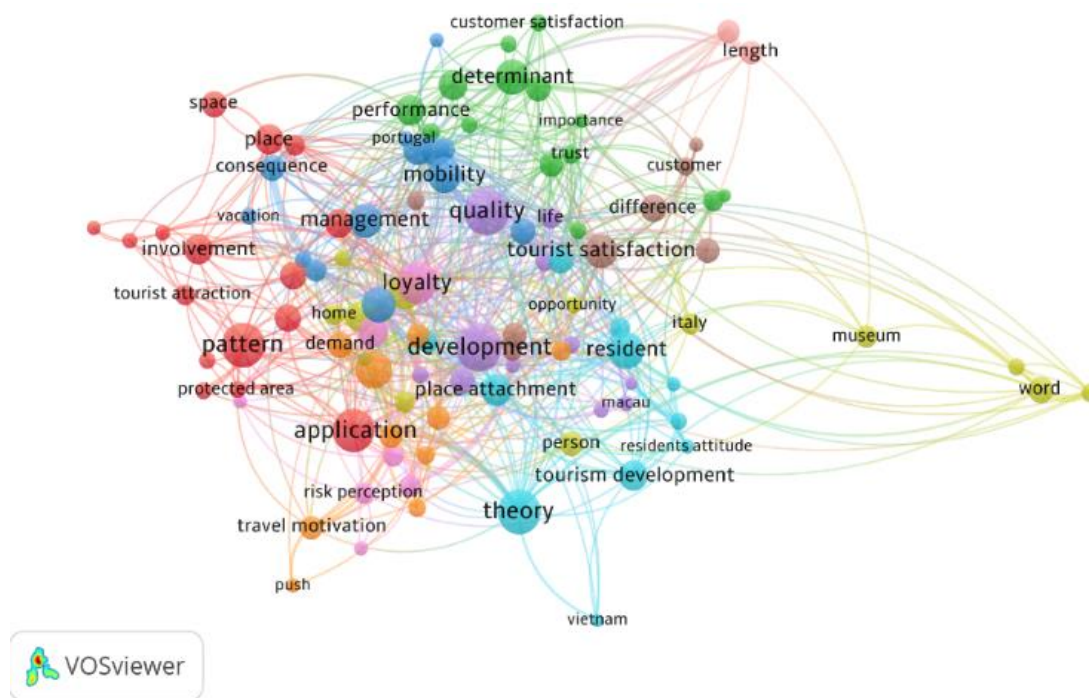 customer satisfaction
length
determinant
space
performance
importance
place
portugal
trust
consequence
mobility
customer
quality
difference
vacation
management
life
involvement
tourist satisfaction
loyalty
tourist attraction
opportunity
home
italy
museum
pattern
demand
development
resident
protected area
place attachment
word
macau
application
person
residents attitude
tourism development
risk perception
theory
travel motivation
push
vietnam
VOSviewer